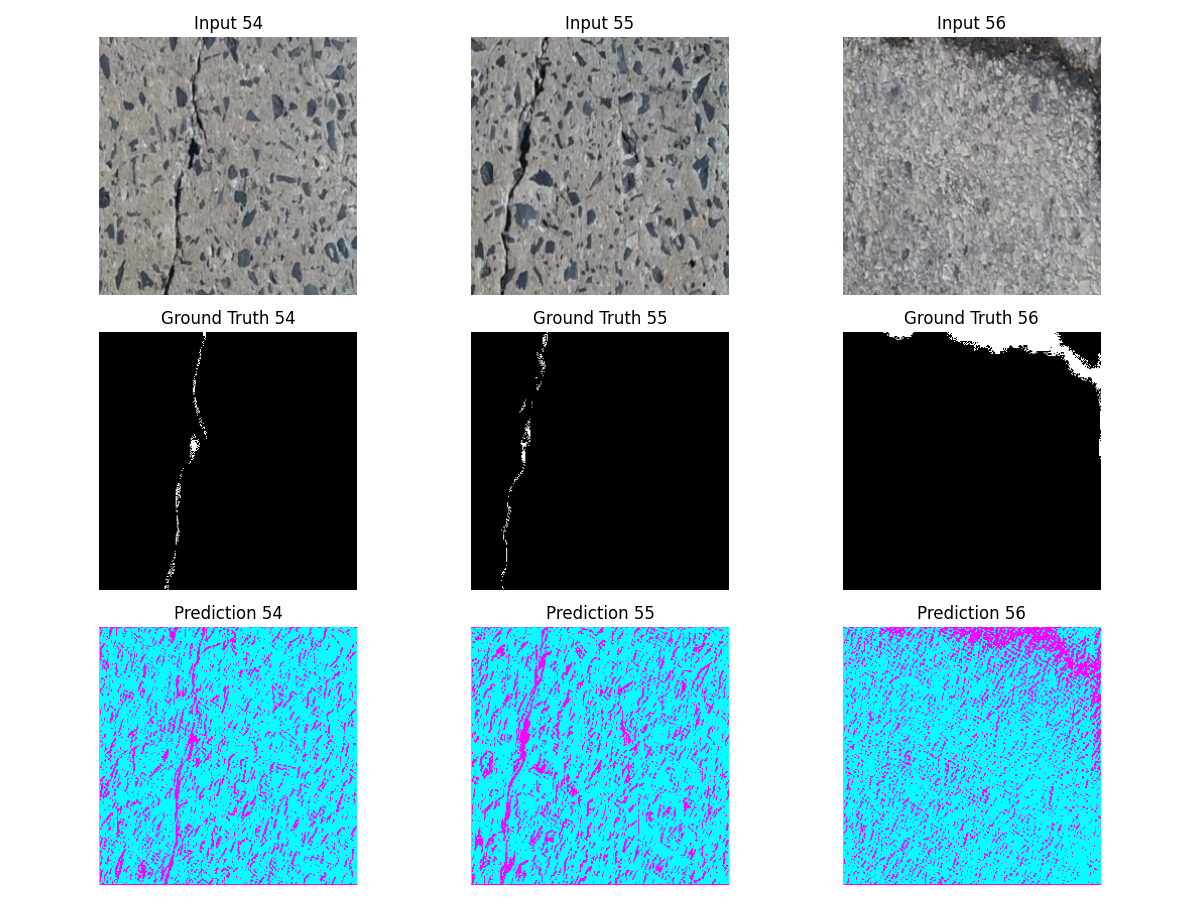 Input 54
Input 55
Input 56
Ground Truth 54
Ground Truth 55
Ground Truth 56
Prediction 54
Prediction 55
Prediction 56